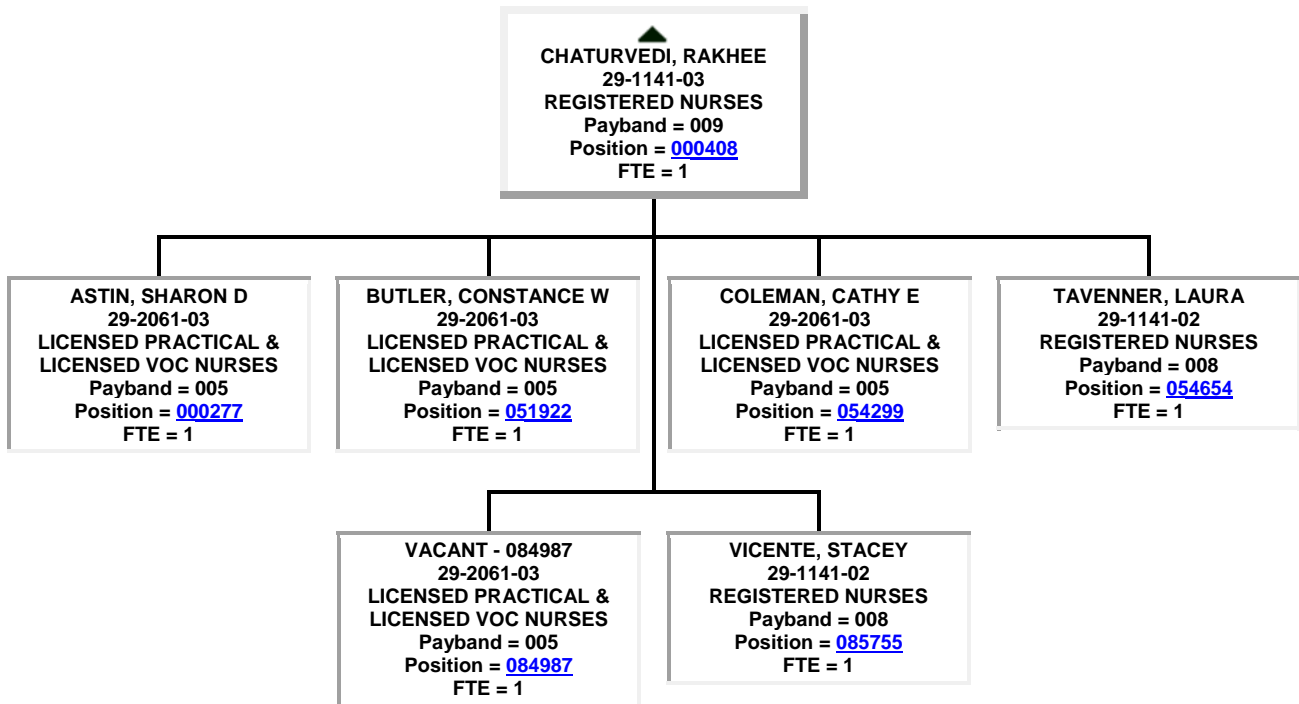 CHATURVEDI, RAKHEE
29-1141-03
REGISTERED NURSES
Payband = 009
Position = 000408
FTE = 1
ASTIN, SHARON D
29-2061-03
LICENSED PRACTICAL &
LICENSED VOC NURSES
Payband = 005
Position = 000277
FTE = 1
BUTLER, CONSTANCE W
29-2061-03
LICENSED PRACTICAL &
LICENSED VOC NURSES
Payband = 005
Position = 051922
FTE = 1
COLEMAN, CATHY E
29-2061-03
LICENSED PRACTICAL &
LICENSED VOC NURSES
Payband = 005
Position = 054299
FTE = 1
TAVENNER, LAURA
29-1141-02
REGISTERED NURSES
Payband = 008
Position = 054654
FTE = 1
VACANT - 084987
29-2061-03
LICENSED PRACTICAL &
LICENSED VOC NURSES
Payband = 005
Position = 084987
FTE = 1
VICENTE, STACEY
29-1141-02
REGISTERED NURSES
Payband = 008
Position = 085755
FTE = 1